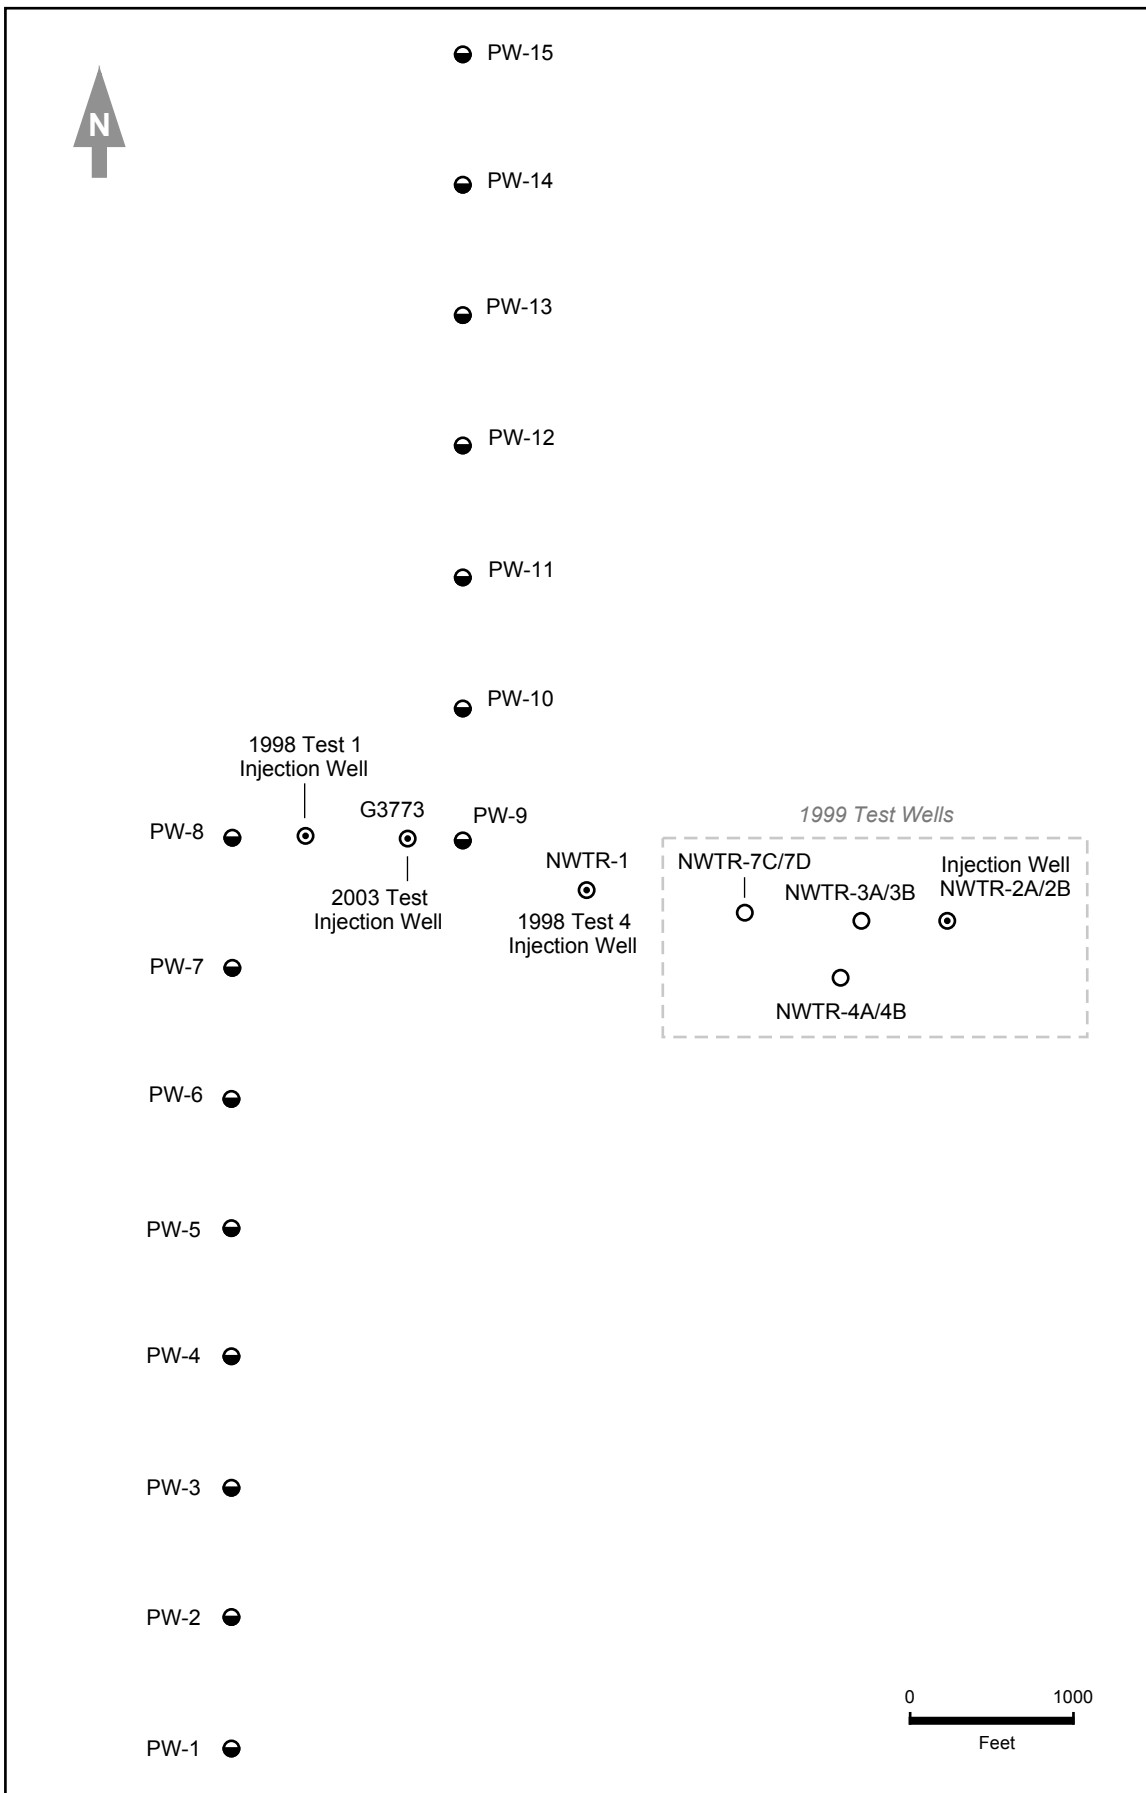 PW-15
N
PW-14
PW-13
PW-12
PW-11
PW-10
1998 Test 1
Injection Well
G3773
PW-9
PW-8
1999 Test Wells
NWTR-1
NWTR-7C/7D
Injection Well
NWTR-2A/2B
NWTR-3A/3B
2003 Test
Injection Well
1998 Test 4
Injection Well
PW-7
NWTR-4A/4B
PW-6
PW-5
PW-4
PW-3
PW-2
0 1000
Feet
PW-1